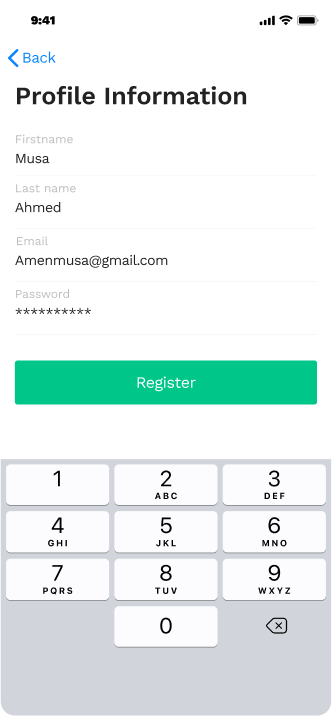 9:41
Back
Profile Information
Firstname
Musa
Last name
Ahmed
Email
Amenmusa@gmail.com
Password
**********
Register
1 2 3
ABC DEF
4 5 6
GHI JKL MNO
7 8 9
PQRS TUV WXYZ
0